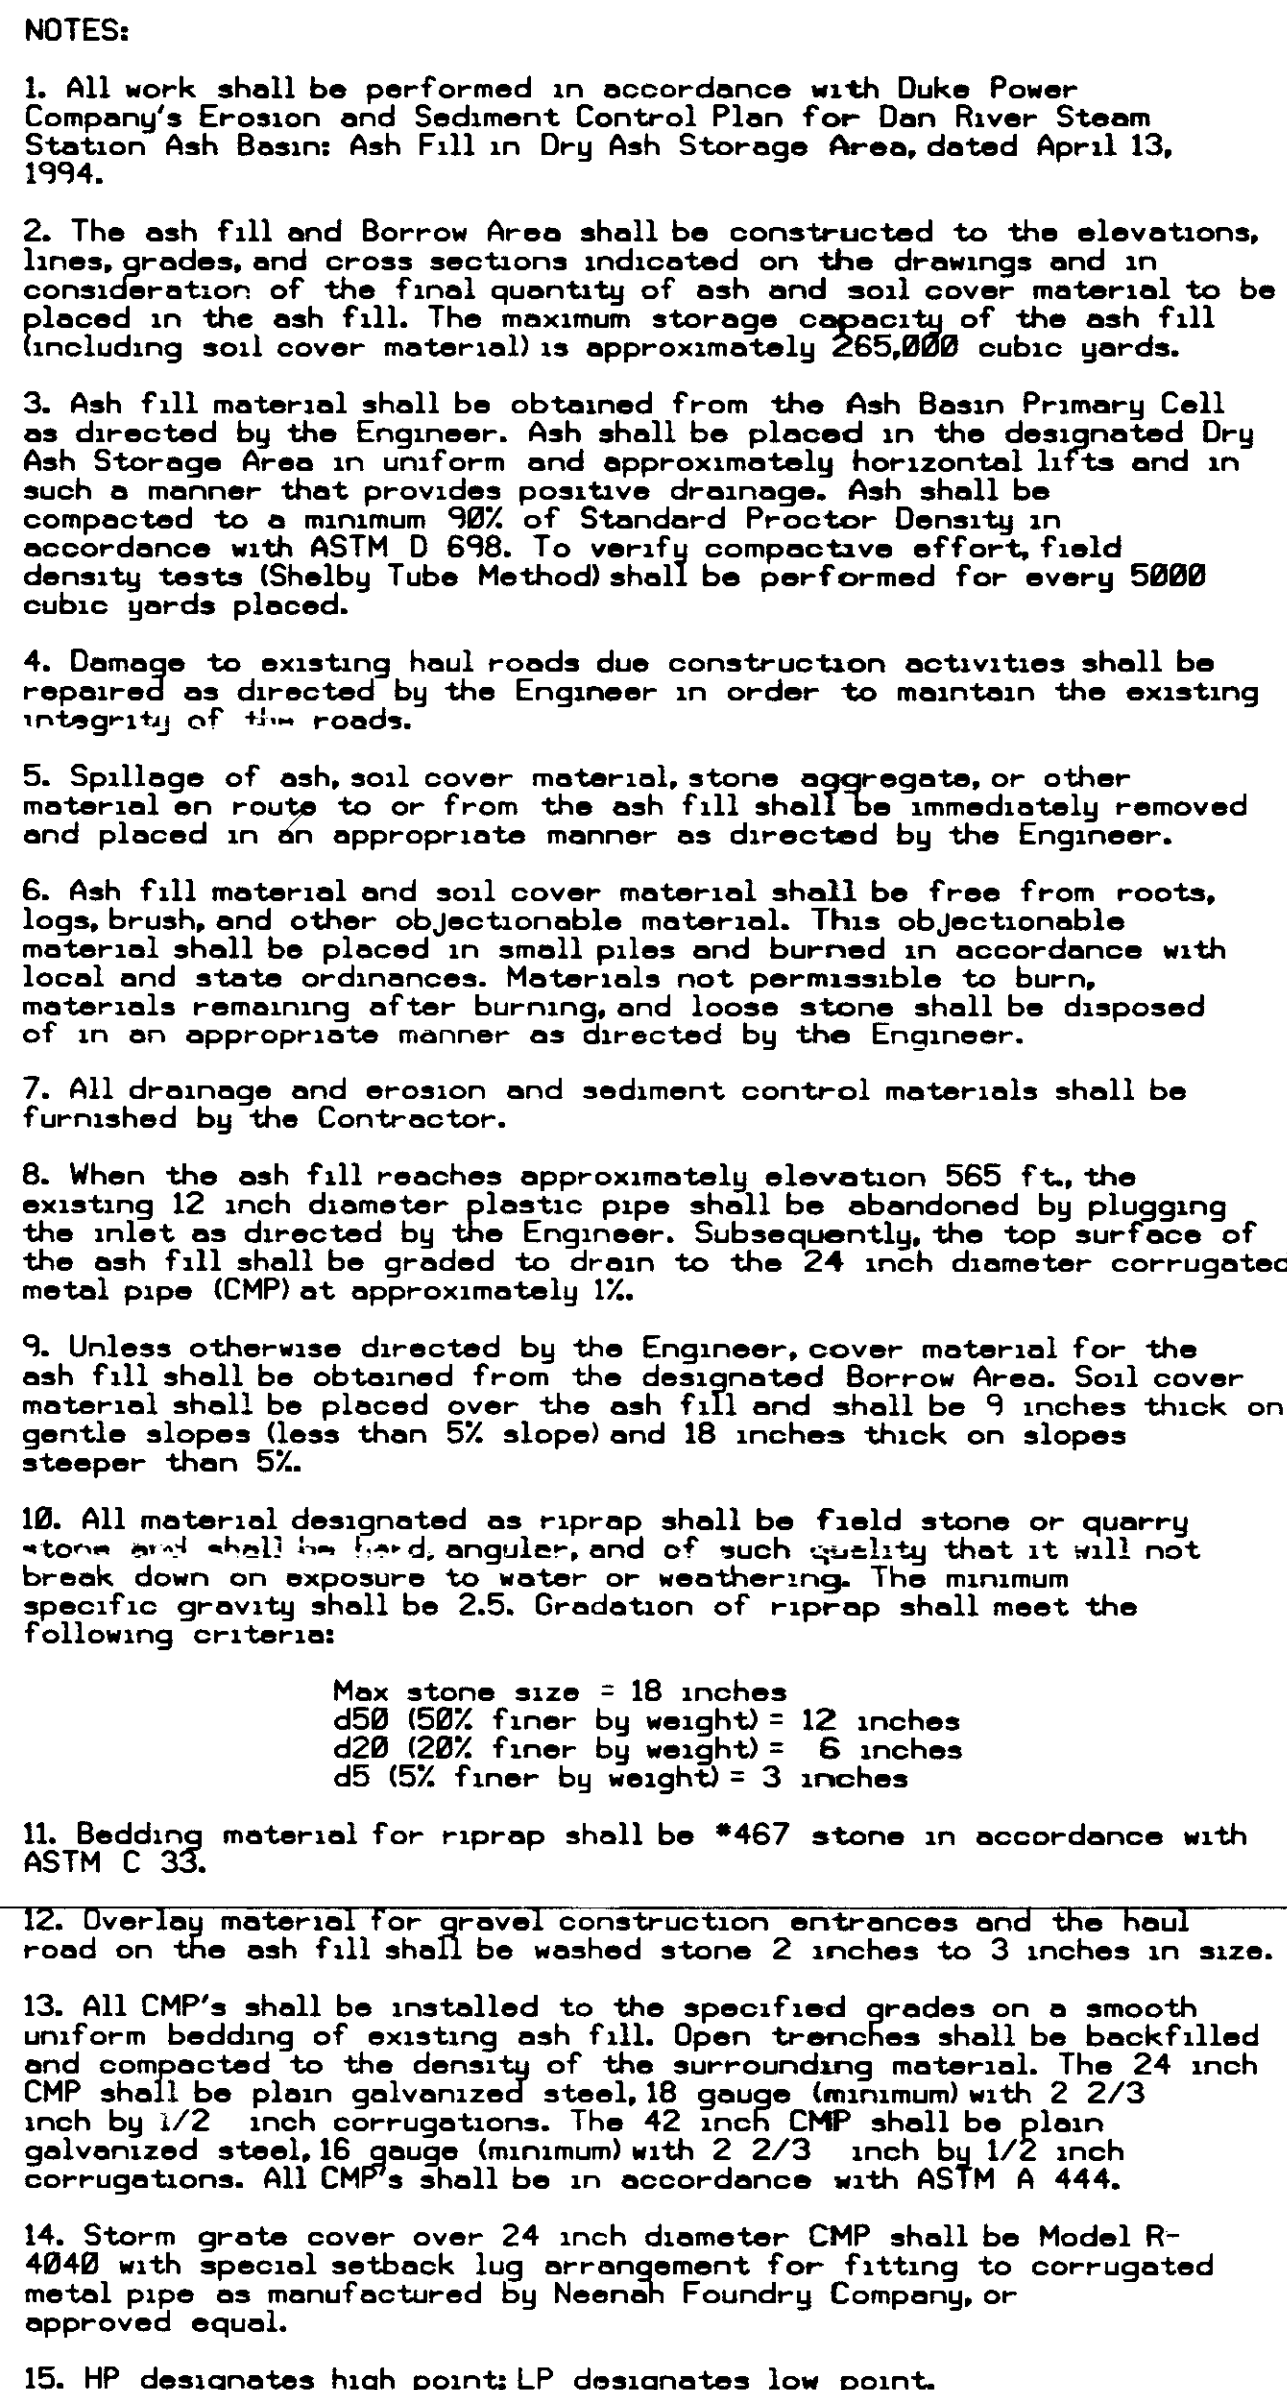 NOTES:
1. All work shall be performed in accordance with Duke Power
Company's Erosion and Sediment Control Plan for Dan River Steam
Station Ash Basin: Ash Fill in Dry Ash Storage Area, dated April 13,
1994.
2. The ash fill and Borrow Area shall be constructed to the elevations,
lines, grades, and cross sections indicated on the drawings and in
consideration of the final quantity of ash and soil cover material to be
placed in the ash fill. The maximum storage capacity of the ash fill
(including soil cover material) is approximately 265,000 cubic yards.
3. Ash fill material shall be obtained from the Ash Basin Primary Cell
as directed by the Engineer. Ash shall be placed in the designated Dry
Ash Storage Area in uniform and approximately horizontal lifts and in
such a manner that provides positive drainage. Ash shall be
compacted to a minimum 90% of Standard Proctor Density in
accordance with ASTM D 698. To verify compactive effort, field
density tests (Shelby Tube Method) shall be performed for every 5000
cubic yards placed.
4. Damage to existing haul roads due construction activities shall be
repaired as directed by the Engineer in order to maintain the existing
integrity of the roads.
5. Spillage of ash, soil cover material, stone aggregate, or other
material en route to or from the ash fill shall be immediately removed
and placed in an appropriate manner as directed by the Engineer.
6. Ash fill material and soil cover material shall be free from roots,
logs, brush, and other objectionable material. This objectionable
material shall be placed in small piles and burned in accordance with
local and state ordinances. Materials not permissible to burn,
materials remaining after burning, and loose stone shall be disposed
of in an appropriate manner as directed by the Engineer.
7. All drainage and erosion and sediment control materials shall be
furnished by the Contractor.
8. When the ash fill reaches approximately elevation 565 ft., the
existing 12 inch diameter plastic pipe shall be abandoned by plugging
the inlet as directed by the Engineer. Subsequently, the top surface of
the ash fill shall be graded to drain to the 24 inch diameter corrugated
metal pipe (CMP) at approximately 1%.
9. Unless otherwise directed by the Engineer, cover material for the
ash fill shall be obtained from the designated Borrow Area. Soil cover
material shall be placed over the ash fill and shall be 9 inches thick on
gentle slopes (less than 5% slope) and 18 inches thick on slopes
steeper than 5%.
10. All material designated as riprap shall be field stone or quarry
stone and shall be hard, angular, and of such quality that it will not
break down on exposure to water or weathering. The minimum
specific gravity shall be 2.5. Gradation of riprap shall meet the
following criteria:
Max stone size = 18 inches
d50 (50% finer by weight) = 12 inches
d20 (20% finer by weight) = 6 inches
d5 (5% finer by weight) = 3 inches
11. Bedding material for riprap shall be #467 stone in accordance with
ASTM C 33.
12. Overlay material for gravel construction entrances and the haul
road on the ash fill shall be washed stone 2 inches to 3 inches in size.
13. All CMP's shall be installed to the specified grades on a smooth
uniform bedding of existing ash fill. Open trenches shall be backfilled
and compacted to the density of the surrounding material. The 24 inch
CMP shall be plain galvanized steel, 18 gauge (minimum) with 2 2/3
inch by 1/2 inch corrugations. The 42 inch CMP shall be plain
galvanized steel, 16 gauge (minimum) with 2 2/3 inch by 1/2 inch
corrugations. All CMP's shall be in accordance with ASTM A 444.
14. Storm grate cover over 24 inch diameter CMP shall be Model R-
4040 with special setback lug arrangement for fitting to corrugated
metal pipe as manufactured by Neenah Foundry Company, or
approved equal.
15. HP designates high point; LP designates low point.